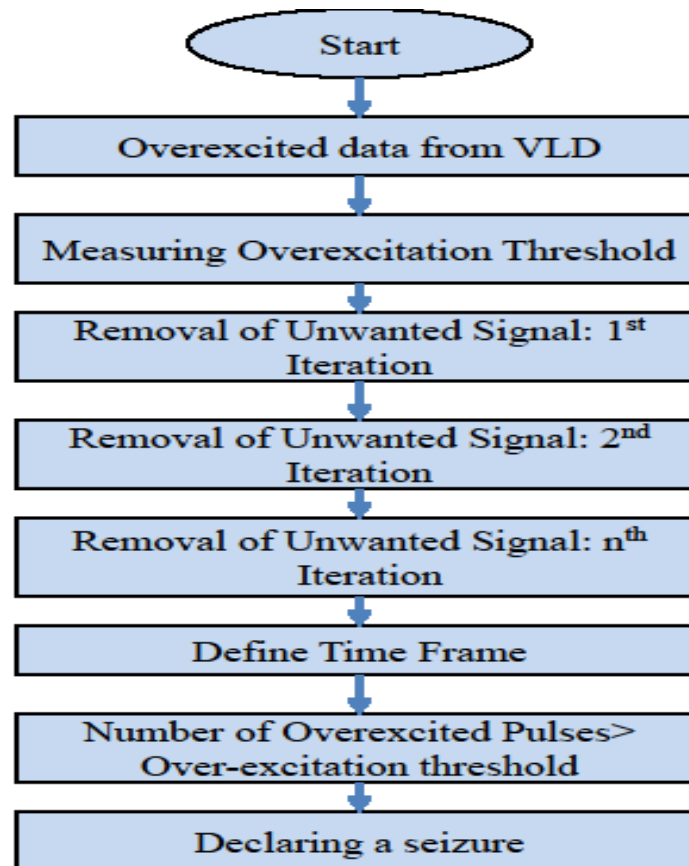 Start
Overexcited data from VLD
Measuring Overexcitation Threshold
Removal of Unwanted Signal: 1st
Iteration
Removal of Unwanted Signal: 2nd
Iteration
Removal of Unwanted Signal: nth
Iteration
Define Time Frame
Number of Overexcited Pulses>
Over-excitation threshold
Declaring a seizure